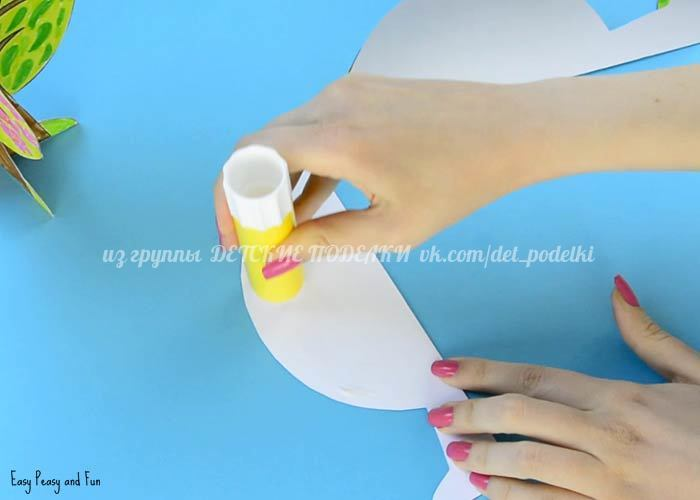 из группы ДЕТСКИЕ ПОДЕЛКИ vk.com/det_podelki
Easy Peasy and Fun